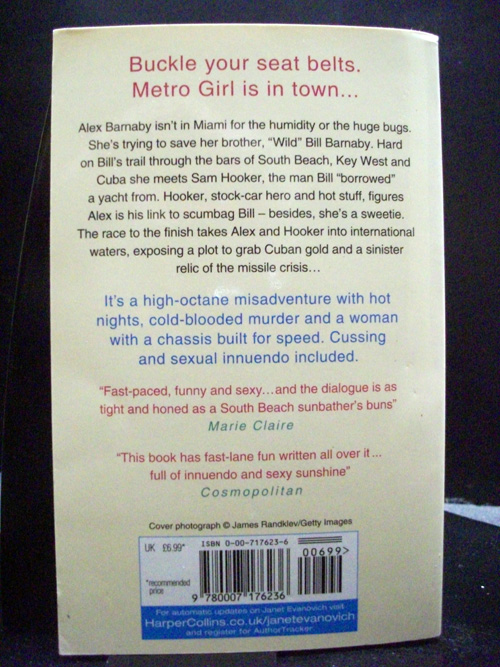 Buckle your seat belts.
Metro Girl is in town...
Alex Barnaby isn't in Miami for the humidity or the huge bugs.
She's trying to save her brother, "Wild" Bill Barnaby. Hard
on Bill's trail through the bars of South Beach, Key West and
Cuba she meets Sam Hooker, the man Bill "borrowed"
a yacht from. Hooker, stock-car hero and hot stuff, figures
Alex is his link to scumbag Bill – besides, she's a sweetie.
The race to the finish takes Alex and Hooker into international
waters, exposing a plot to grab Cuban gold and a sinister
relic of the missile crisis...
It's a high-octane misadventure with hot
nights, cold-blooded murder and a woman
with a chassis built for speed. Cussing
and sexual innuendo included.
"Fast-paced, funny and sexy...and the dialogue is as
tight and honed as a South Beach sunbather's buns"
Marie Claire
"This book has fast-lane fun written all over it...
full of innuendo and sexy sunshine"
Cosmopolitan
Cover photograph © James Randklev/Getty Images
UK £6.99*
ISBN 0-00-717623-6
00699>
*recommended
price
9 780007 176236
For automatic updates on Janet Evanovich visit
HarperCollins.co.uk/janetevanovich
and register for AuthorTracker